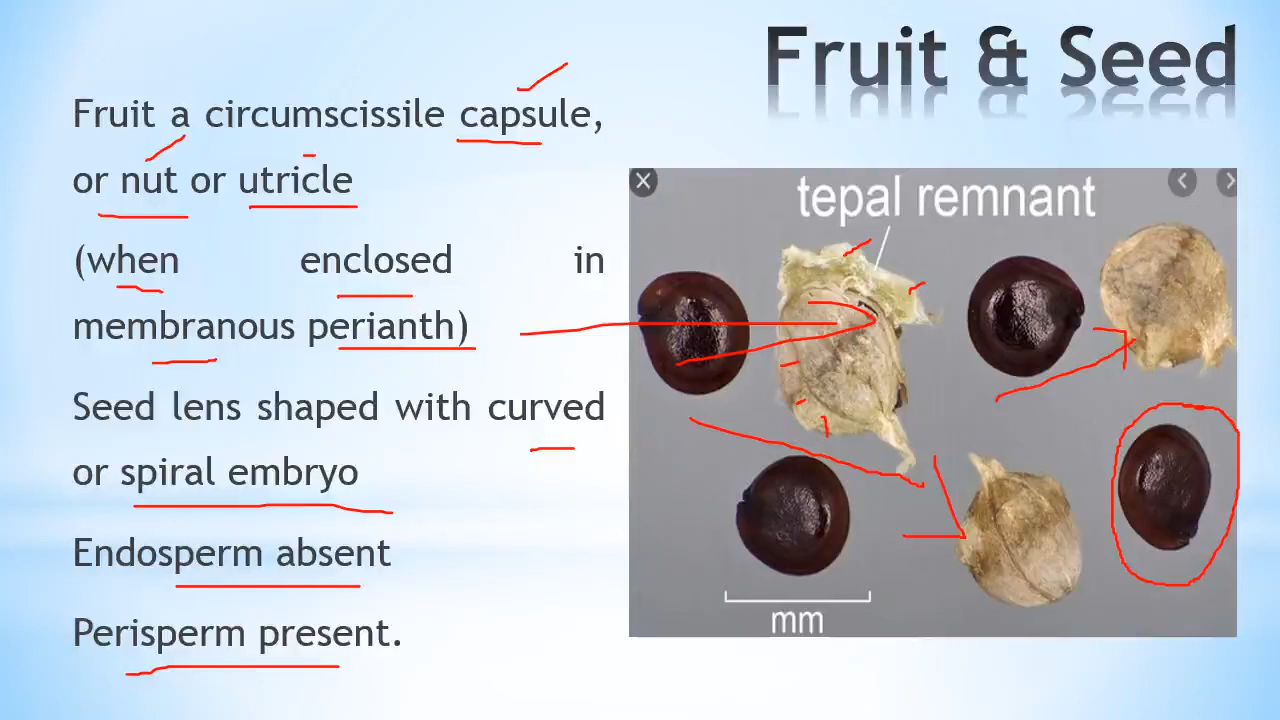 Fruit & Seed
Fruit a circumscissile capsule,
or nut or utricle
(when enclosed in
membranous perianth)
Seed lens shaped with curved
or spiral embryo
Endosperm absent
Perisperm present.
tepal remnant
mm